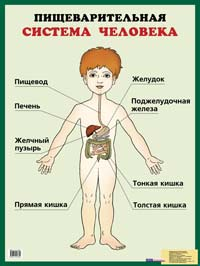 ПИЩЕВАРИТЕЛЬНАЯ
СИСТЕМА ЧЕЛОВЕКА
Пищевод
Желудок
Печень
Поджелудочная
железа
Желчный
пузырь
Тонкая кишка
Прямая кишка
Толстая кишка